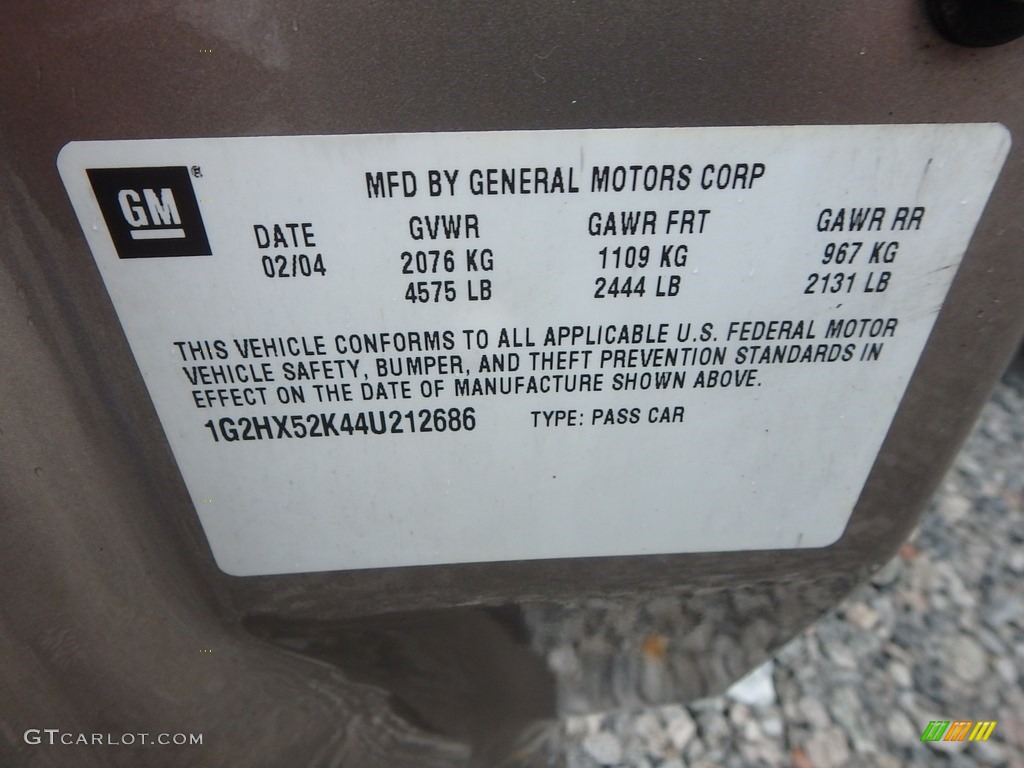 GM®
MFD BY GENERAL MOTORS CORP
DATE GVWR GAWR FRT GAWR RR
02/04 2076 KG 1109 KG 967 KG
4575 LB 2444 LB 2131 LB
THIS VEHICLE CONFORMS TO ALL APPLICABLE U.S. FEDERAL MOTOR
VEHICLE SAFETY, BUMPER, AND THEFT PREVENTION STANDARDS IN
EFFECT ON THE DATE OF MANUFACTURE SHOWN ABOVE.
1G2HX52K44U212686 TYPE: PASS CAR
GTCARLOT.COM